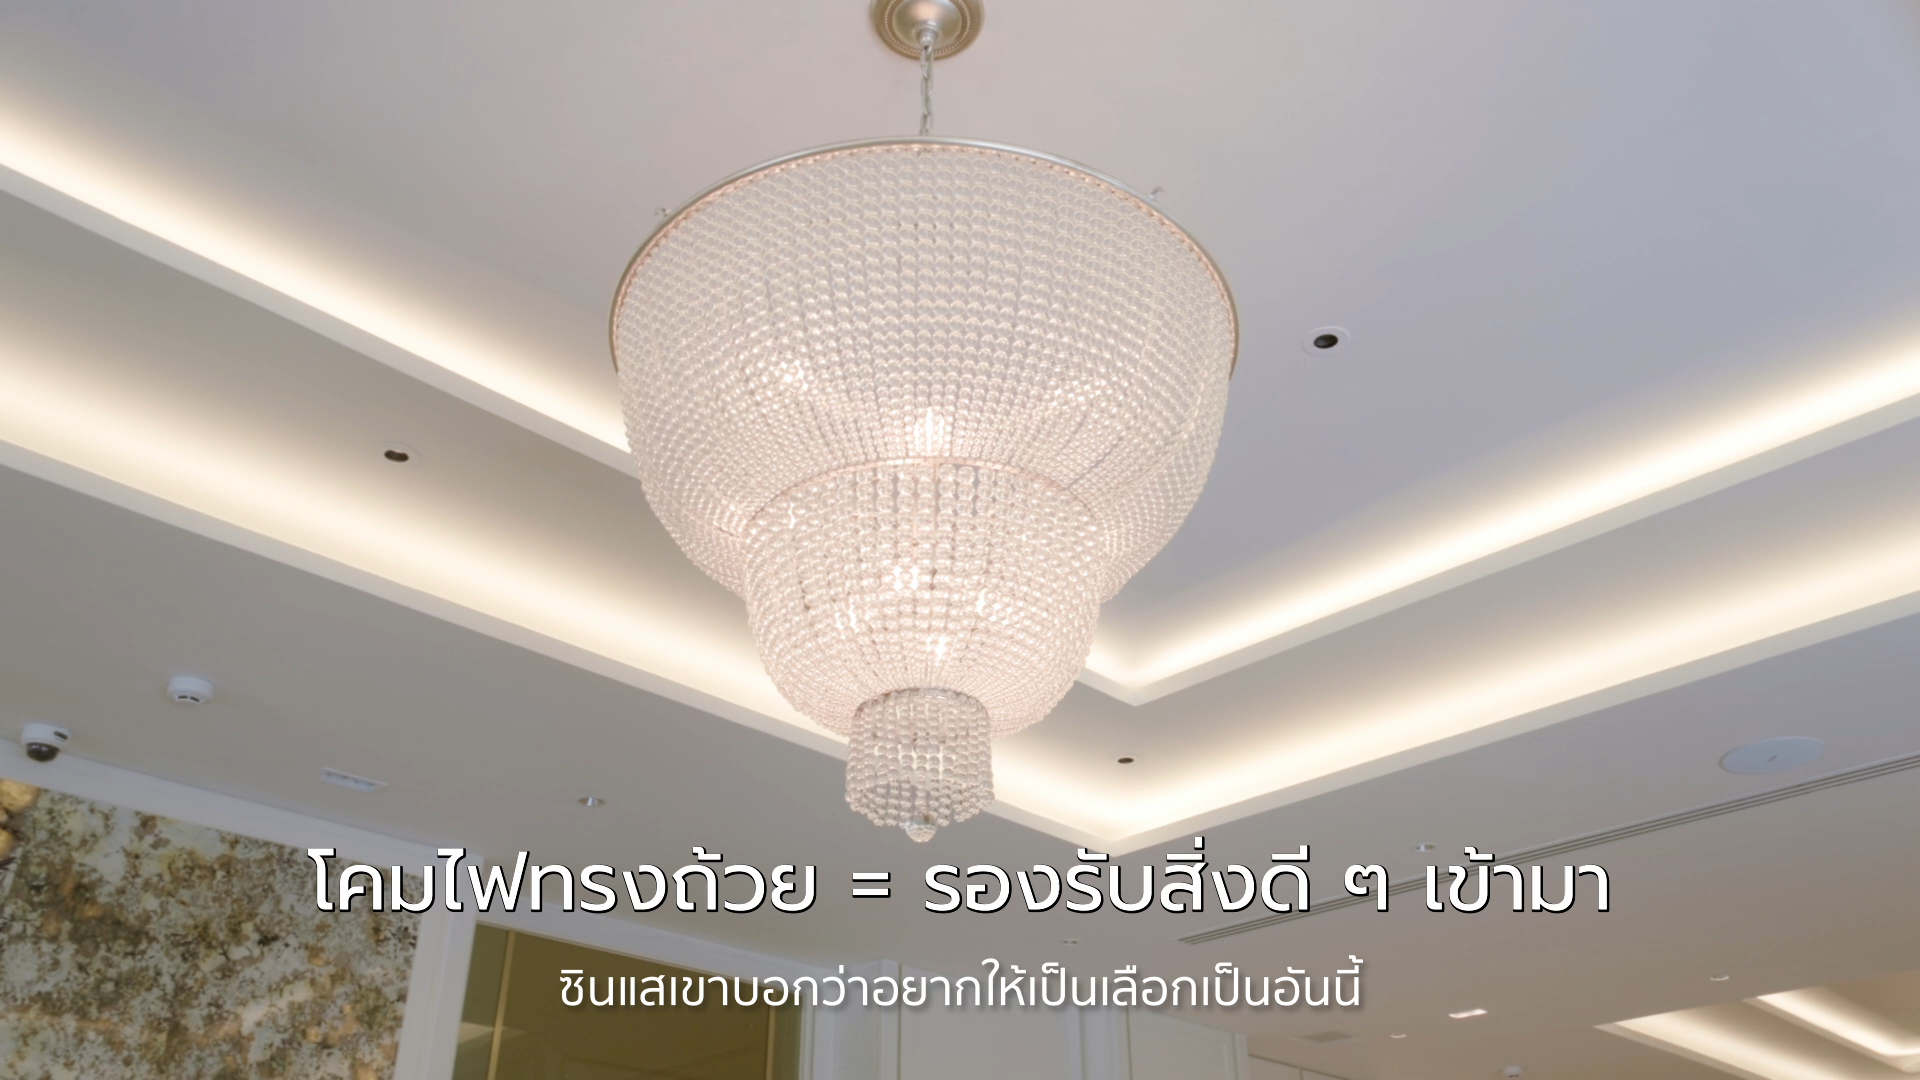 โคมไฟทรงถ้วย = รองรับสิ่งดี ๆ เข้ามา
ซินแสเขาบอกว่าอยากให้เป็นเลือกเป็นอันนี้